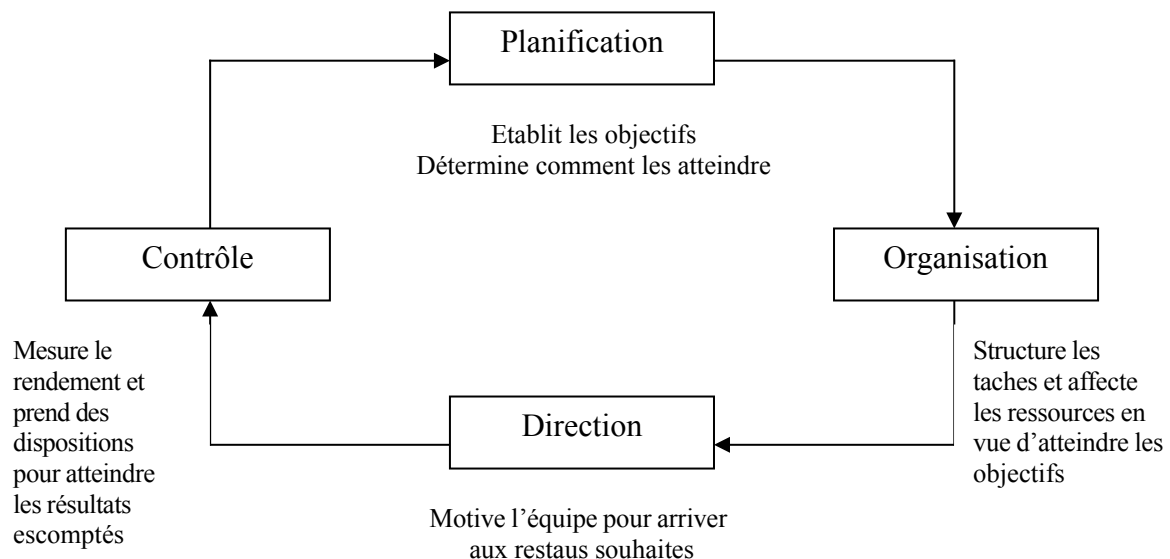 Planification
Etablit les objectifs
Détermine comment les atteindre
Contrôle
Organisation
Mesure le
rendement et
prend des
dispositions
pour atteindre
les résultats
escomptés
Structure les
taches et affecte
les ressources en
vue d’atteindre les
objectifs
Direction
Motive l’équipe pour arriver
aux restaus souhaites